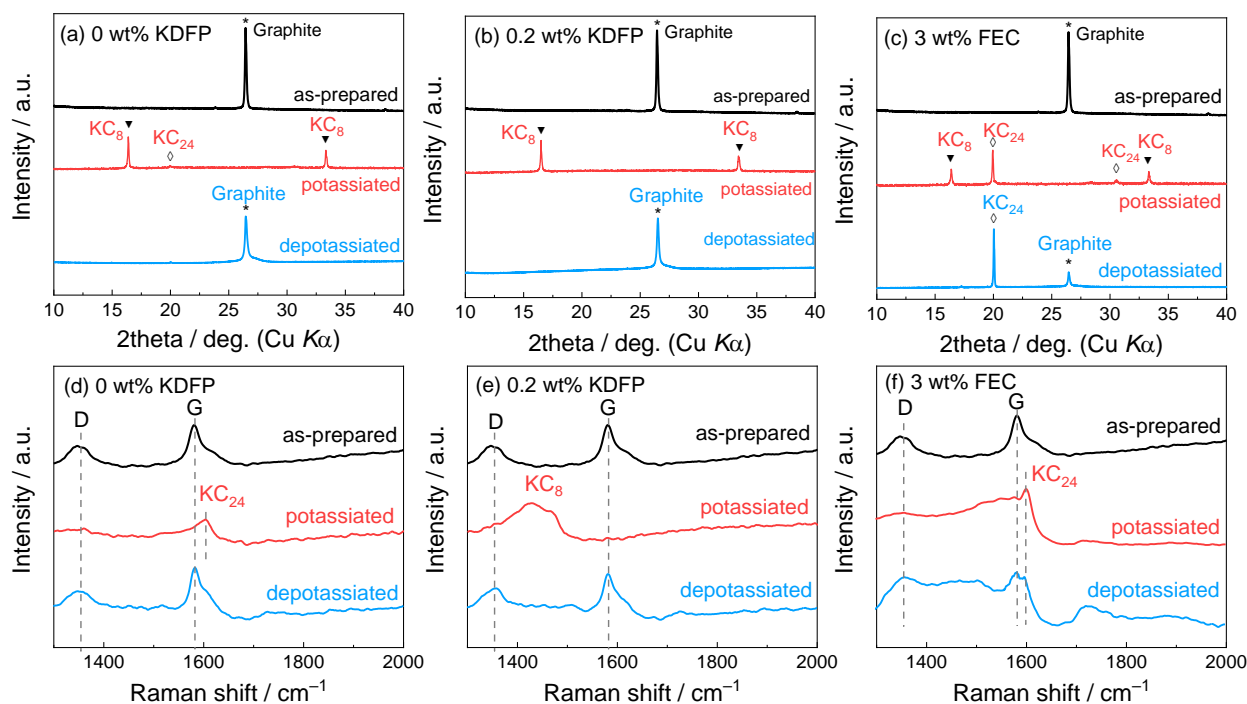 (a) 0 wt% KDFP
* Graphite
as-prepared
▼
KC₈
KC₂₄
◊
KC₈
▼
potassiated
Graphite
*
depotassiated
10 15 20 25 30 35 40
2theta / deg. (Cu Kα)
Intensity / a.u.
(b) 0.2 wt% KDFP
* Graphite
as-prepared
KC₈
▼
KC₈
▼
potassiated
Graphite
*
depotassiated
10 15 20 25 30 35 40
2theta / deg. (Cu Kα)
Intensity / a.u.
(c) 3 wt% FEC
* Graphite
as-prepared
KC₈
▼
KC₂₄
◊
KC₂₄
◊
KC₈
▼
potassiated
KC₂₄
◊
Graphite
*
depotassiated
10 15 20 25 30 35 40
2theta / deg. (Cu Kα)
Intensity / a.u.
(d) 0 wt% KDFP
D
G
as-prepared
KC₂₄
potassiated
depotassiated
1400 1600 1800 2000
Raman shift / cm⁻¹
Intensity / a.u.
(e) 0.2 wt% KDFP
D
G
as-prepared
KC₈
potassiated
depotassiated
1400 1600 1800 2000
Raman shift / cm⁻¹
Intensity / a.u.
(f) 3 wt% FEC
D
G
as-prepared
KC₂₄
potassiated
depotassiated
1400 1600 1800 2000
Raman shift / cm⁻¹
Intensity / a.u.